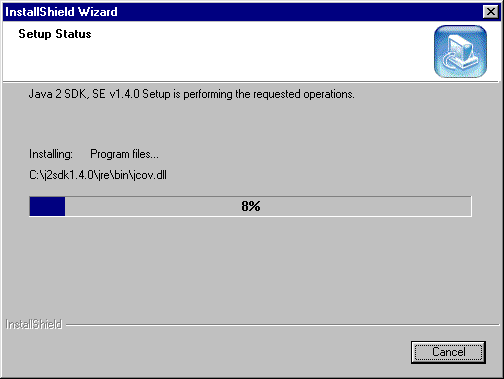 InstallShield Wizard
Setup Status
Java 2 SDK, SE v1.4.0 Setup is performing the requested operations.
Installing: Program files...
C:\j2sdk1.4.0\jre\bin\jcov.dll
8%
InstallShield
Cancel